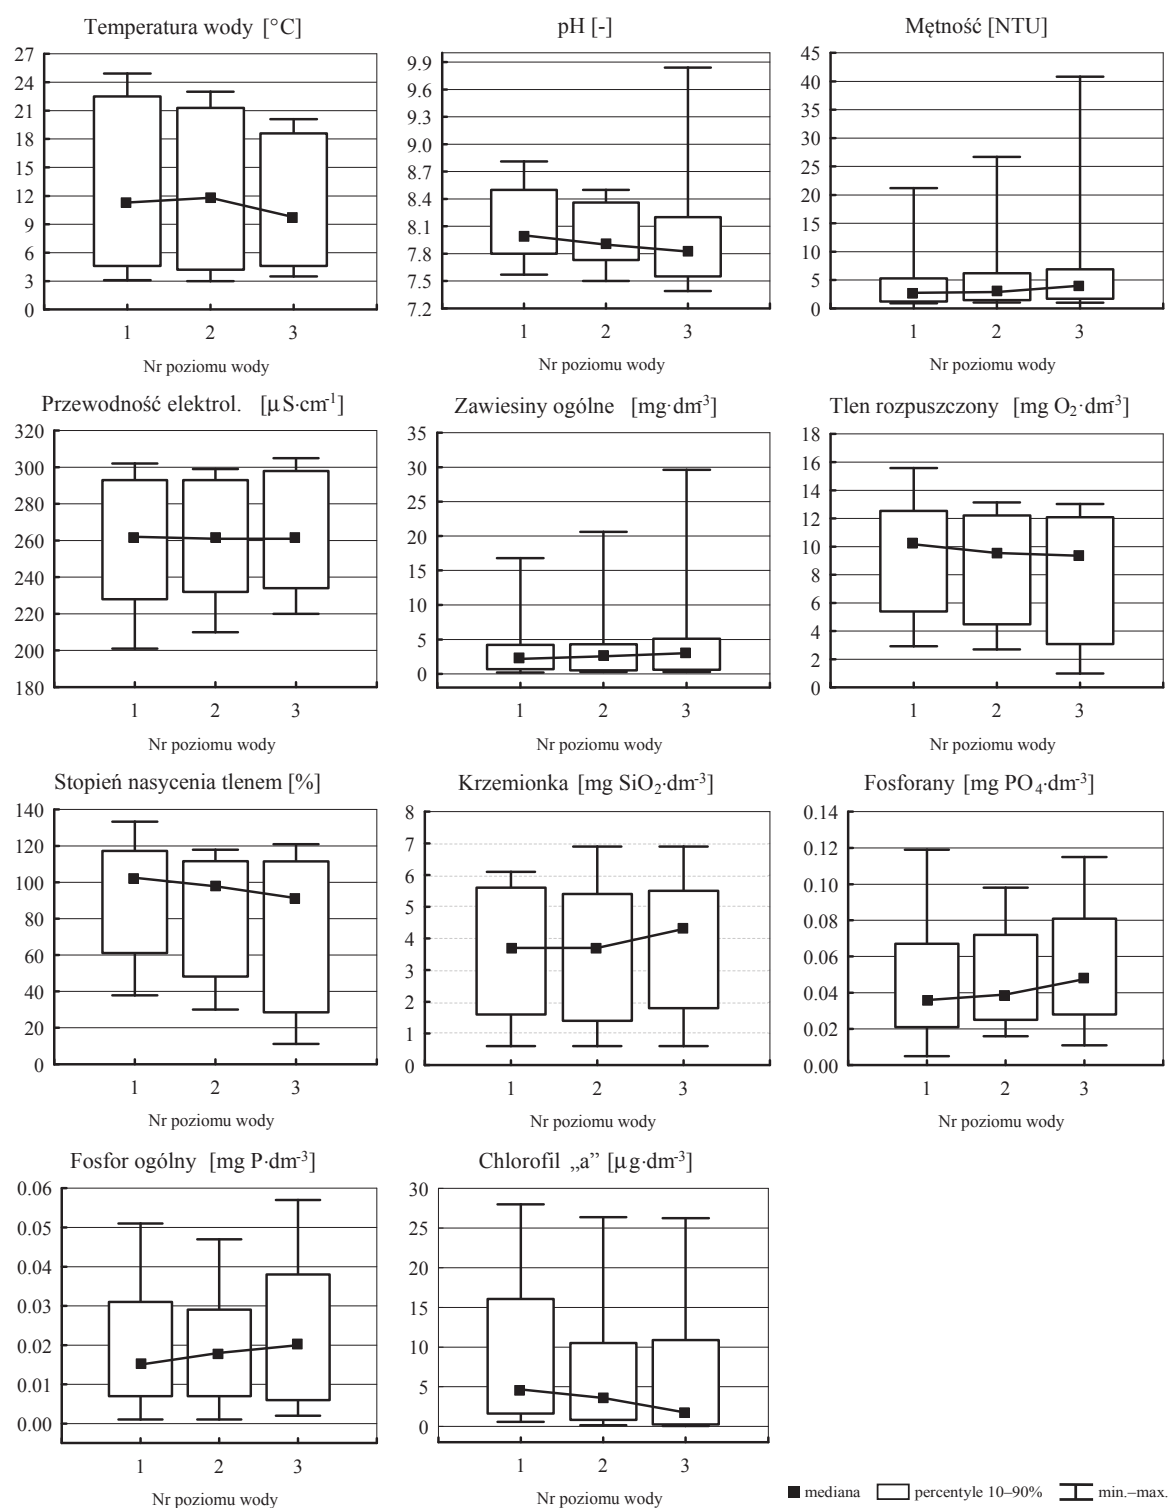 Temperatura wody [°C]
27
24
21
18
15
12
9
6
3
0
1 2 3
Nr poziomu wody
pH [-]
9.9
9.6
9.3
9.0
8.7
8.4
8.1
7.8
7.5
7.2
1 2 3
Nr poziomu wody
Mętność [NTU]
45
40
35
30
25
20
15
10
5
0
1 2 3
Nr poziomu wody
Przewodność elektrol. [µS·cm⁻¹]
320
300
280
260
240
220
200
180
1 2 3
Nr poziomu wody
Zawiesiny ogólne [mg·dm⁻³]
35
30
25
20
15
10
5
0
1 2 3
Nr poziomu wody
Tlen rozpuszczony [mg O₂·dm⁻³]
18
16
14
12
10
8
6
4
2
0
1 2 3
Nr poziomu wody
Stopień nasycenia tlenem [%]
140
120
100
80
60
40
20
0
1 2 3
Nr poziomu wody
Krzemionka [mg SiO₂·dm⁻³]
8
7
6
5
4
3
2
1
0
1 2 3
Nr poziomu wody
Fosforany [mg PO₄·dm⁻³]
0.14
0.12
0.10
0.08
0.06
0.04
0.02
0.00
1 2 3
Nr poziomu wody
Fosfor ogólny [mg P·dm⁻³]
0.06
0.05
0.04
0.03
0.02
0.01
0.00
1 2 3
Nr poziomu wody
Chlorofil „a” [µg·dm⁻³]
30
25
20
15
10
5
0
1 2 3
Nr poziomu wody
mediana percentyle 10–90% min.–max.